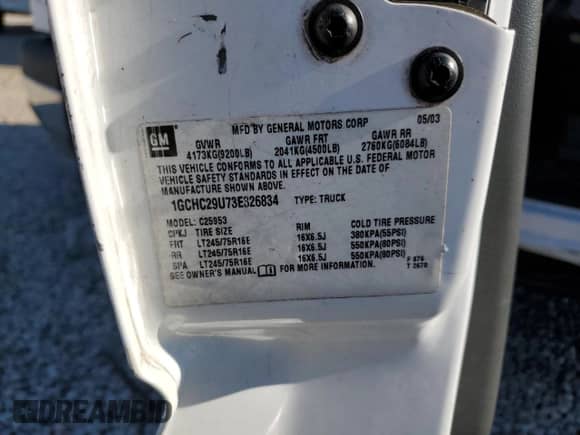 GM
MFD BY GENERAL MOTORS CORP 05/03
GVWR GAWR FRT GAWR RR
4173KG(9200LB) 2041KG(4500LB) 2760KG(6084LB)
THIS VEHICLE CONFORMS TO ALL APPLICABLE U.S. FEDERAL MOTOR
VEHICLE SAFETY STANDARDS IN EFFECT ON THE DATE OF
MANUFACTURE SHOWN ABOVE.
1GCHC29U73E326834 TYPE: TRUCK
MODEL: C25953
TIRE SIZE RIM COLD TIRE PRESSURE
FRT LT245/75R16E 16X6.5J 380KPA(55PSI)
RR LT245/75R16E 16X6.5J 550KPA(80PSI)
SPA LT245/75R16E 16X6.5J 550KPA(80PSI)
SEE OWNER'S MANUAL FOR MORE INFORMATION.
DREAMBID